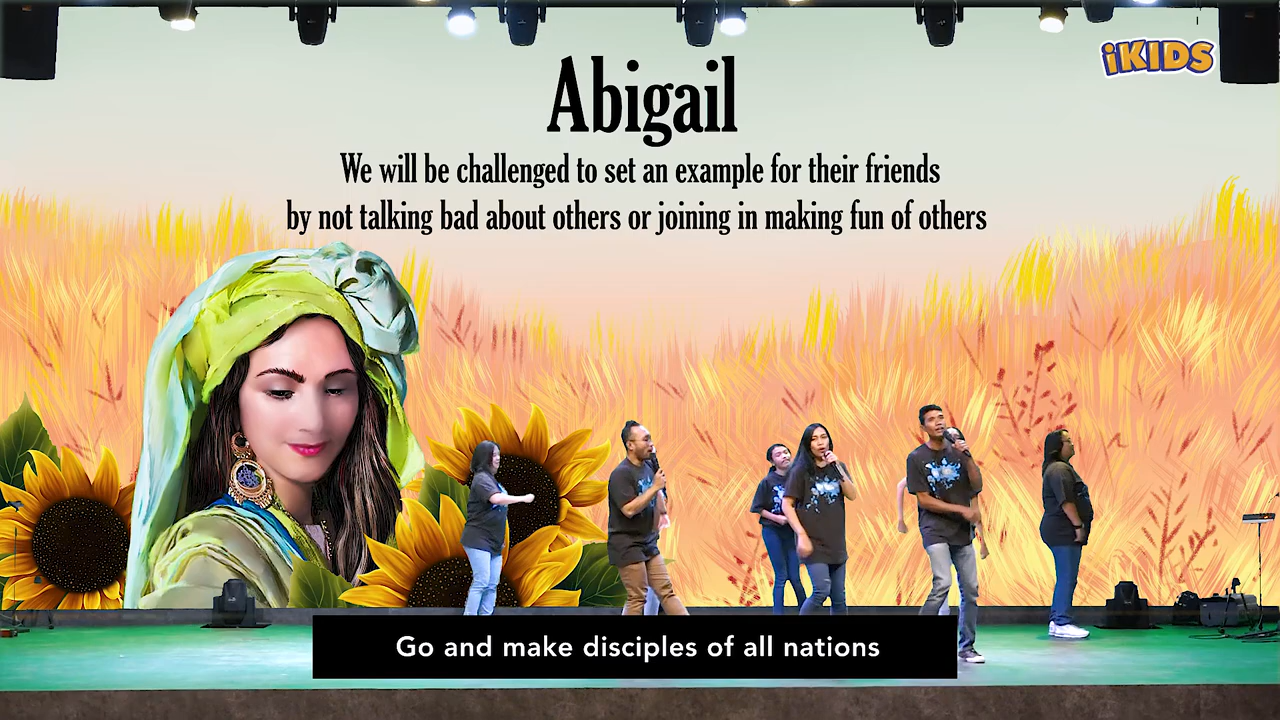 iKIDS
Abigail
We will be challenged to set an example for their friends
by not talking bad about others or joining in making fun of others
Go and make disciples of all nations